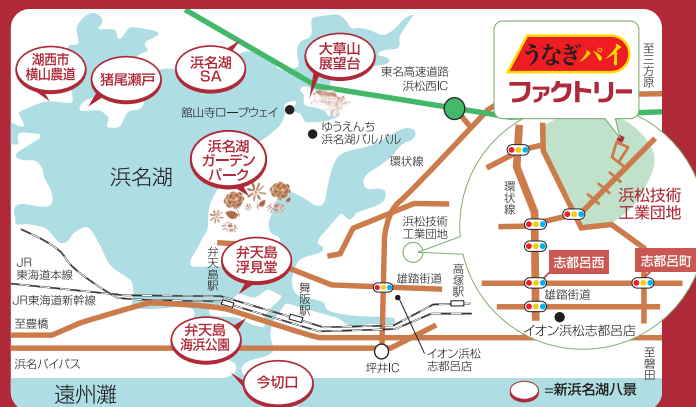 湖西市
横山農道
猪尾瀬戸
浜名湖
SA
大草山
展望台
東名高速道路
浜松西IC
うなぎパイ
ファクトリー
至三方原
舘山寺ロープウェイ
ゆうえんち
浜名湖パルパル
浜名湖
ガーデン
パーク
環状線
浜名湖
浜松技術
工業団地
環状線
浜松技術
工業団地
志都呂西
志都呂町
雄踏街道
イオン浜松志都呂店
弁天島駅
弁天島
浮見堂
舞阪駅
雄踏街道
高塚駅
JR
東海道本線
JR東海道新幹線
至豊橋
弁天島
海浜公園
浜名バイパス
坪井IC
イオン浜松
志都呂店
至磐田
今切口
遠州灘
=新浜名湖八景